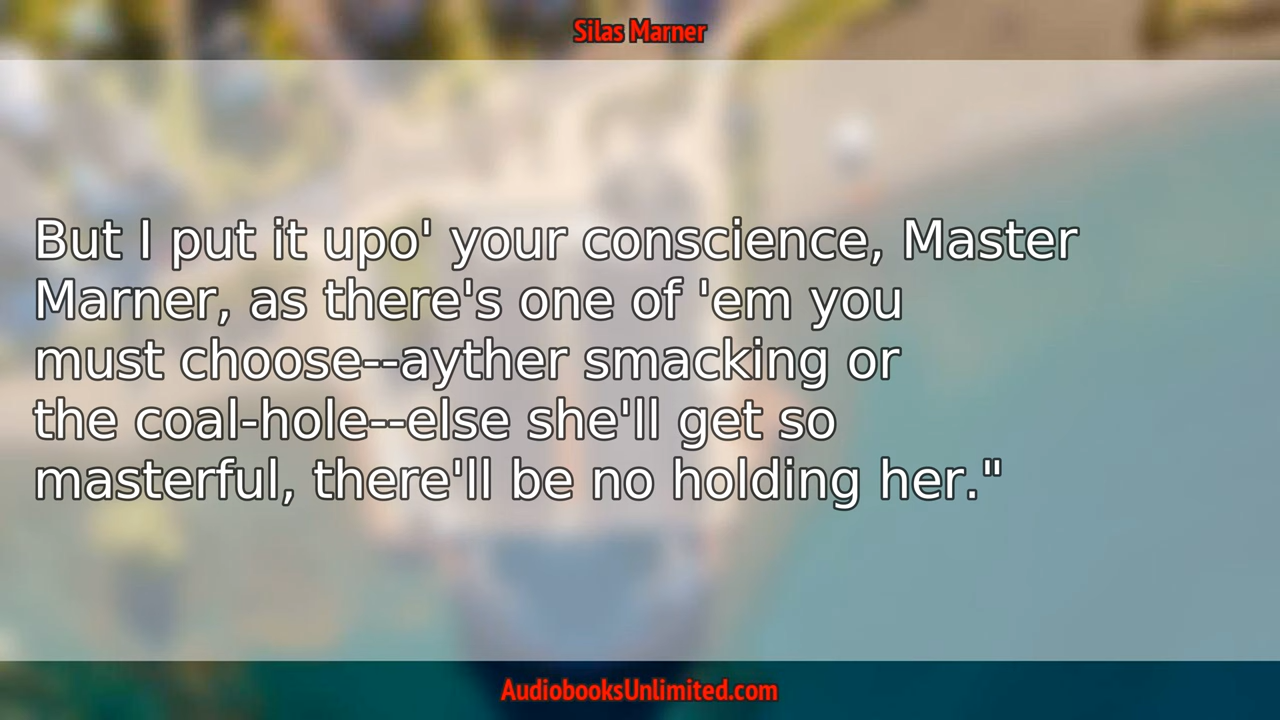 Silas Marner
But I put it upo' your conscience, Master
Marner, as there's one of 'em you
must choose--ayther smacking or
the coal-hole--else she'll get so
masterful, there'll be no holding her."
AudiobooksUnlimited.com